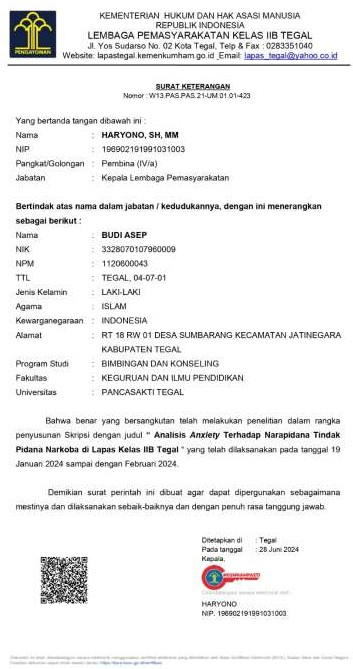 KEMENTERIAN HUKUM DAN HAK ASASI MANUSIA
REPUBLIK INDONESIA
LEMBAGA PEMASYARAKATAN KELAS IIB TEGAL
Jl. Yos Sudarso No. 02 Kota Tegal, Telp & Fax : 0283351040
Website: lapastegal.kemenkumham.go.id ,Email: lapas_tegal@yahoo.co.id
PENGAYOMAN
SURAT KETERANGAN
Nomor : W13.PAS.PAS.21-UM.01.01-423
Yang bertanda tangan dibawah ini :
Nama : HARYONO, SH, MM
NIP : 196902191991031003
Pangkat/Golongan : Pembina (IV/a)
Jabatan : Kepala Lembaga Pemasyarakatan
Bertindak atas nama dalam jabatan / kedudukannya, dengan ini menerangkan
sebagai berikut :
Nama : BUDI ASEP
NIK : 3328070107960009
NPM : 1120600043
TTL : TEGAL, 04-07-01
Jenis Kelamin : LAKI-LAKI
Agama : ISLAM
Kewarganegaraan : INDONESIA
Alamat : RT 18 RW 01 DESA SUMBARANG KECAMATAN JATINEGARA
KABUPATEN TEGAL
Program Studi : BIMBINGAN DAN KONSELING
Fakultas : KEGURUAN DAN ILMU PENDIDIKAN
Universitas : PANCASAKTI TEGAL
Bahwa benar yang bersangkutan telah melakukan penelitian dalam rangka
penyusunan Skripsi dengan judul " Analisis Anxiety Terhadap Narapidana Tindak
Pidana Narkoba di Lapas Kelas IIB Tegal " yang telah dilaksanakan pada tanggal 19
Januari 2024 sampai dengan Februari 2024.
Demikian surat perintah ini dibuat agar dapat dipergunakan sebagaimana
mestinya dan dilaksanakan sebaik-baiknya dan dengan penuh rasa tanggung jawab.
Ditetapkan di : Tegal
Pada tanggal : 28 Juni 2024
Kepala,
Ditandatangani secara elektronik oleh :
HARYONO
NIP. 196902191991031003